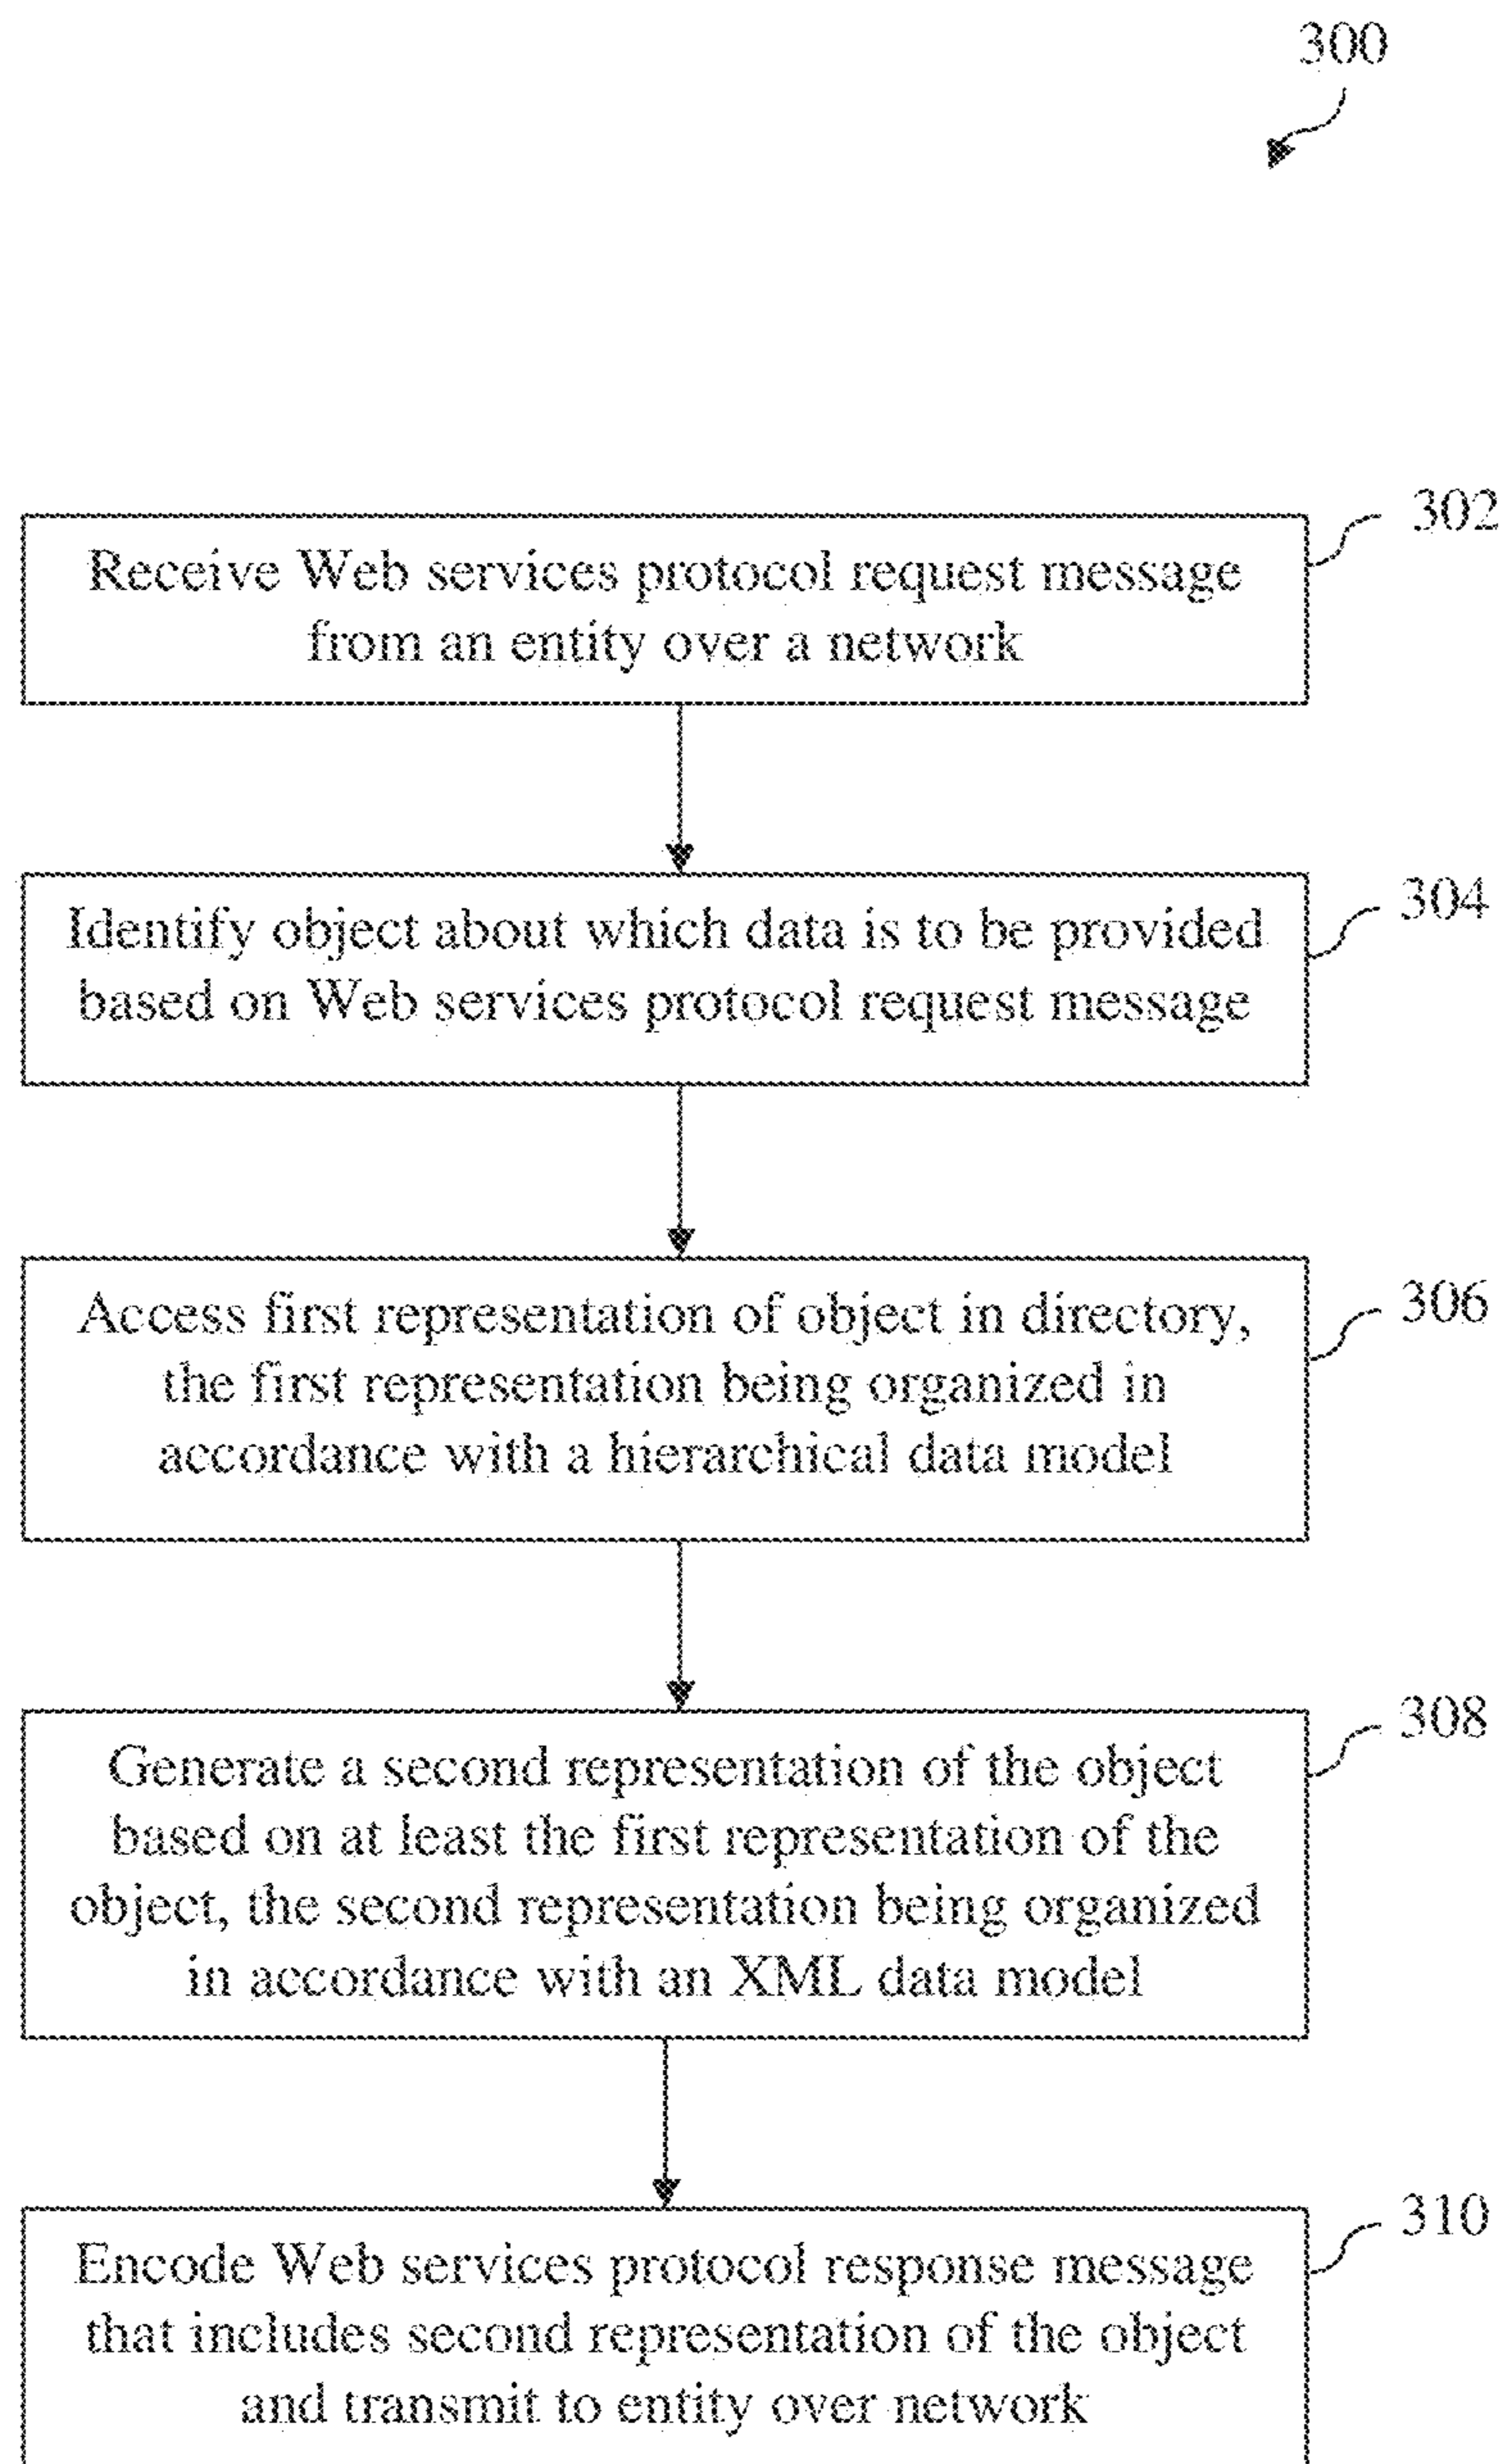 300
302
Receive Web services protocol request message
from an entity over a network
304
Identify object about which data is to be provided
based on Web services protocol request message
306
Access first representation of object in directory,
the first representation being organized in
accordance with a hierarchical data model
308
Generate a second representation of the object
based on at least the first representation of the
object, the second representation being organized
in accordance with an XML data model
310
Encode Web services protocol response message
that includes second representation of the object
and transmit to entity over network